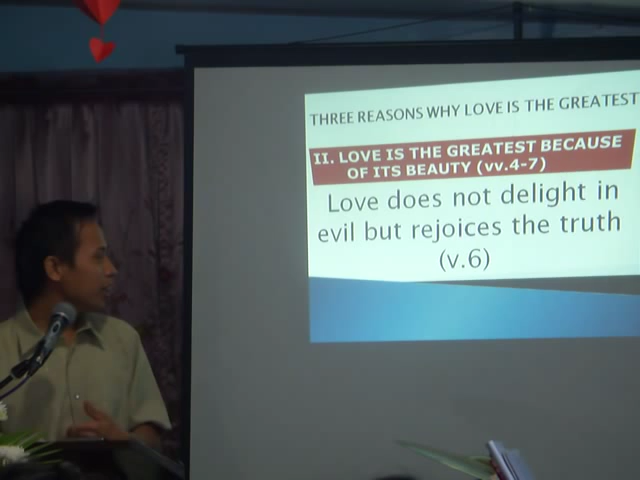 THREE REASONS WHY LOVE IS THE GREATEST
II. LOVE IS THE GREATEST BECAUSE
OF ITS BEAUTY (vv.4-7)
Love does not delight in
evil but rejoices the truth
(v.6)